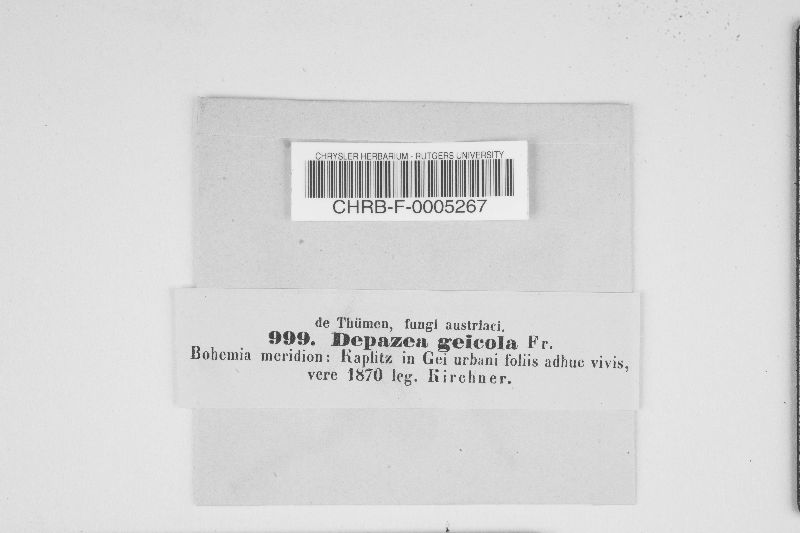 CHRYSLER HERBARIUM - RUTGERS UNIVERSITY
CHRB-F-0005267
de Thümen, fungi austriaci.
999. Depazea geicola Fr.
Bohemia meridion: Kaplitz in Gei urbani foliis adhuc vivis,
vere 1870 leg. Kirchner.